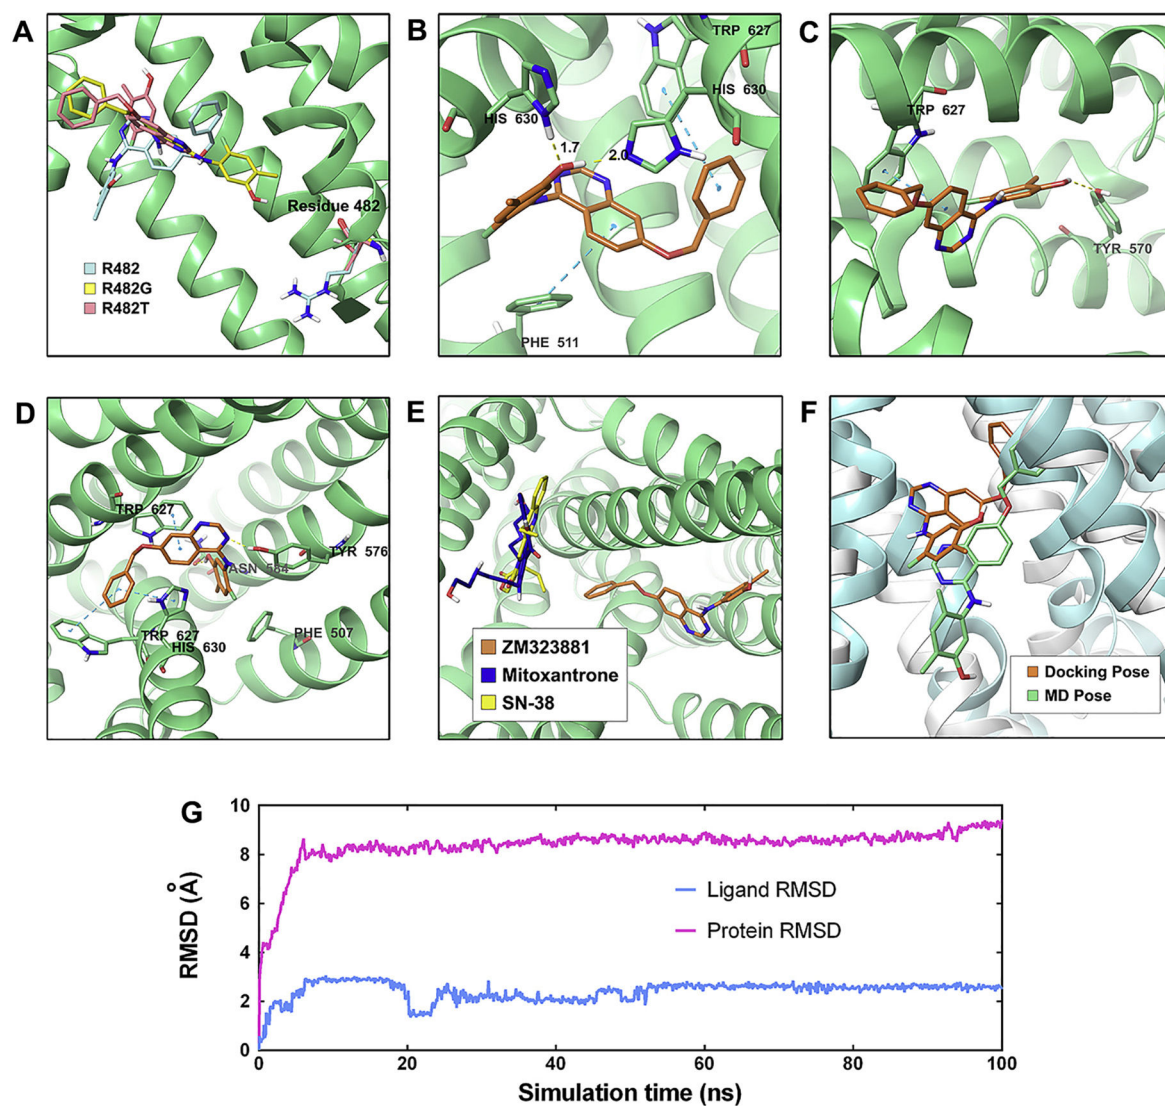 A
Residue 482
R482
R482G
R482T
B
TRP 627
HIS 630
HIS 630
1.7
2.0
PHE 511
C
TRP 627
TYR 570
D
TRP 627
TYR 576
ASN 584
TRP 627
HIS 630
PHE 507
E
ZM323881
Mitoxantrone
SN-38
F
Docking Pose
MD Pose
G
RMSD (Å)
10
8
6
4
2
0
Ligand RMSD
Protein RMSD
0
20
40
60
80
100
Simulation time (ns)